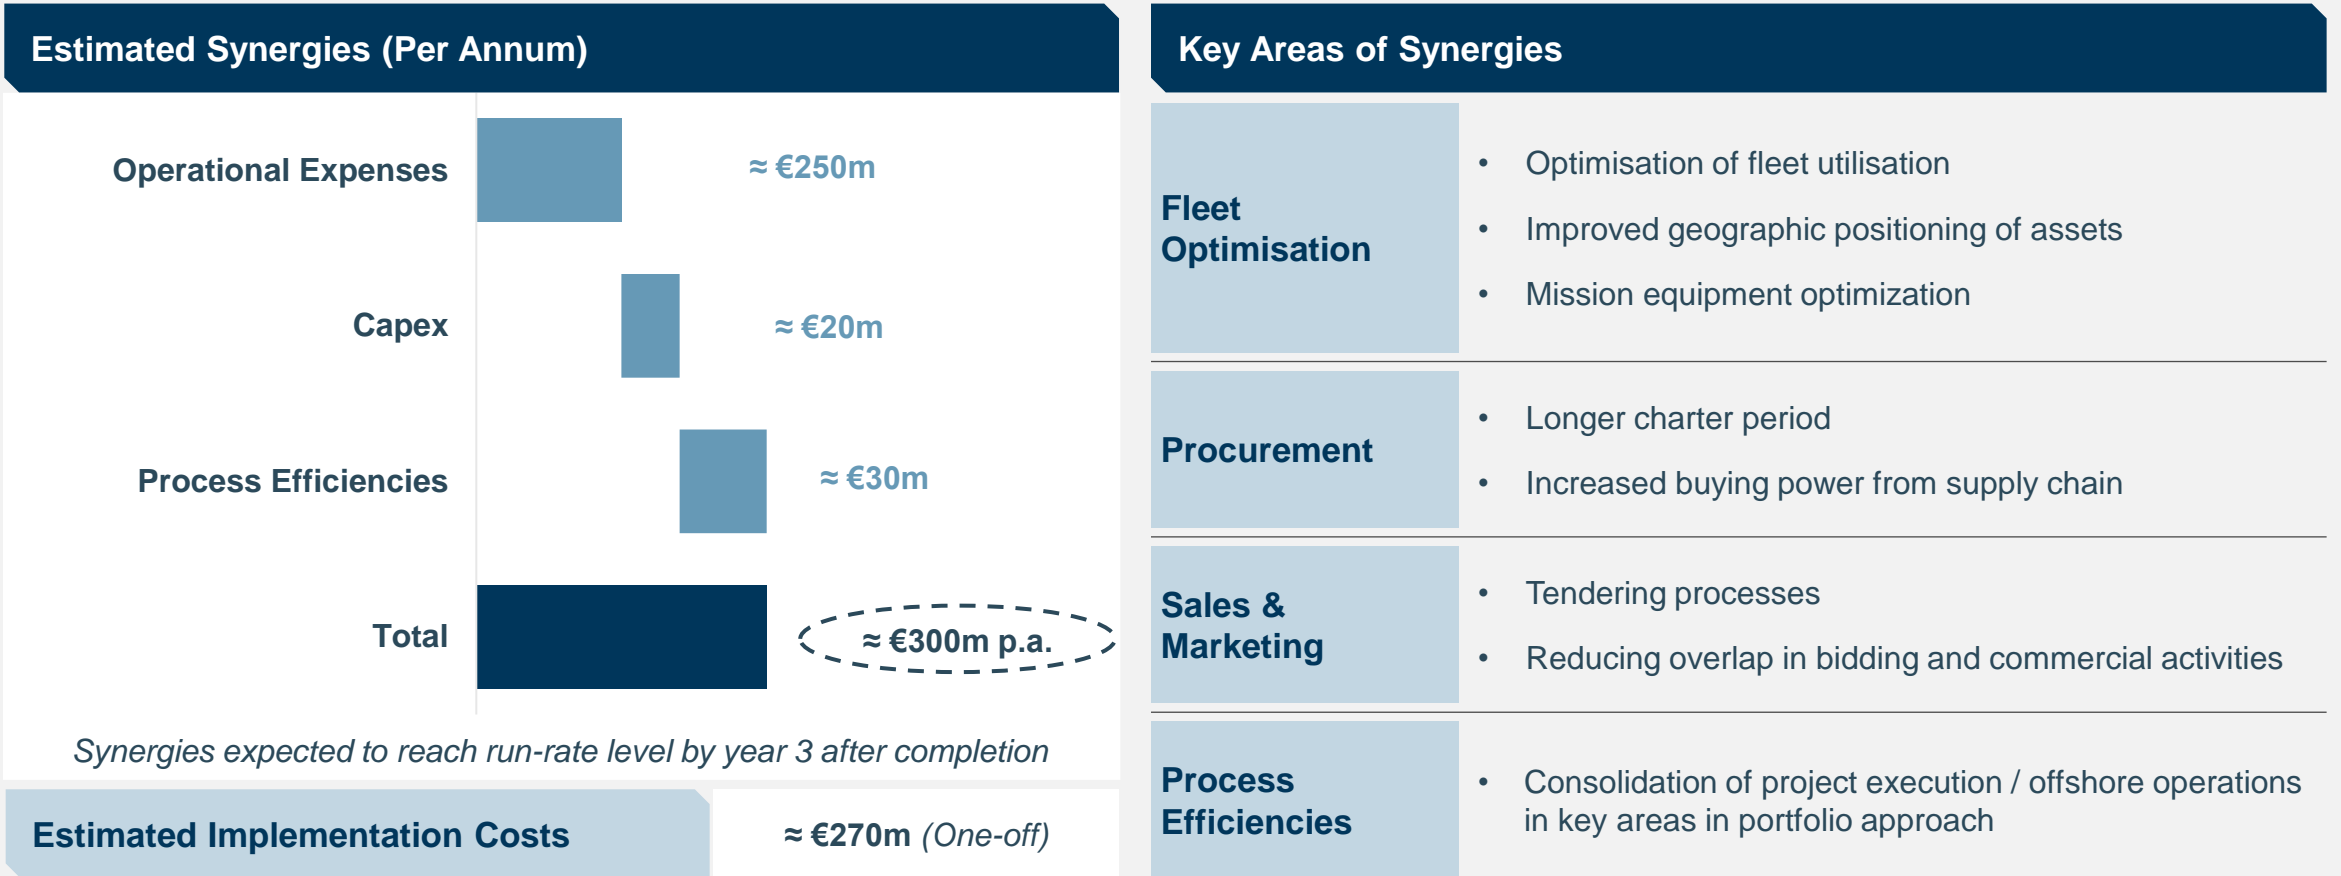 Estimated Synergies (Per Annum)
Operational Expenses
≈ €250m
Capex
≈ €20m
Process Efficiencies
≈ €30m
Total
≈ €300m p.a.
Synergies expected to reach run-rate level by year 3 after completion
Estimated Implementation Costs
≈ €270m (One-off)
Key Areas of Synergies
Fleet
Optimisation
• Optimisation of fleet utilisation
• Improved geographic positioning of assets
• Mission equipment optimization
Procurement
• Longer charter period
• Increased buying power from supply chain
Sales &
Marketing
• Tendering processes
• Reducing overlap in bidding and commercial activities
Process
Efficiencies
• Consolidation of project execution / offshore operations
in key areas in portfolio approach